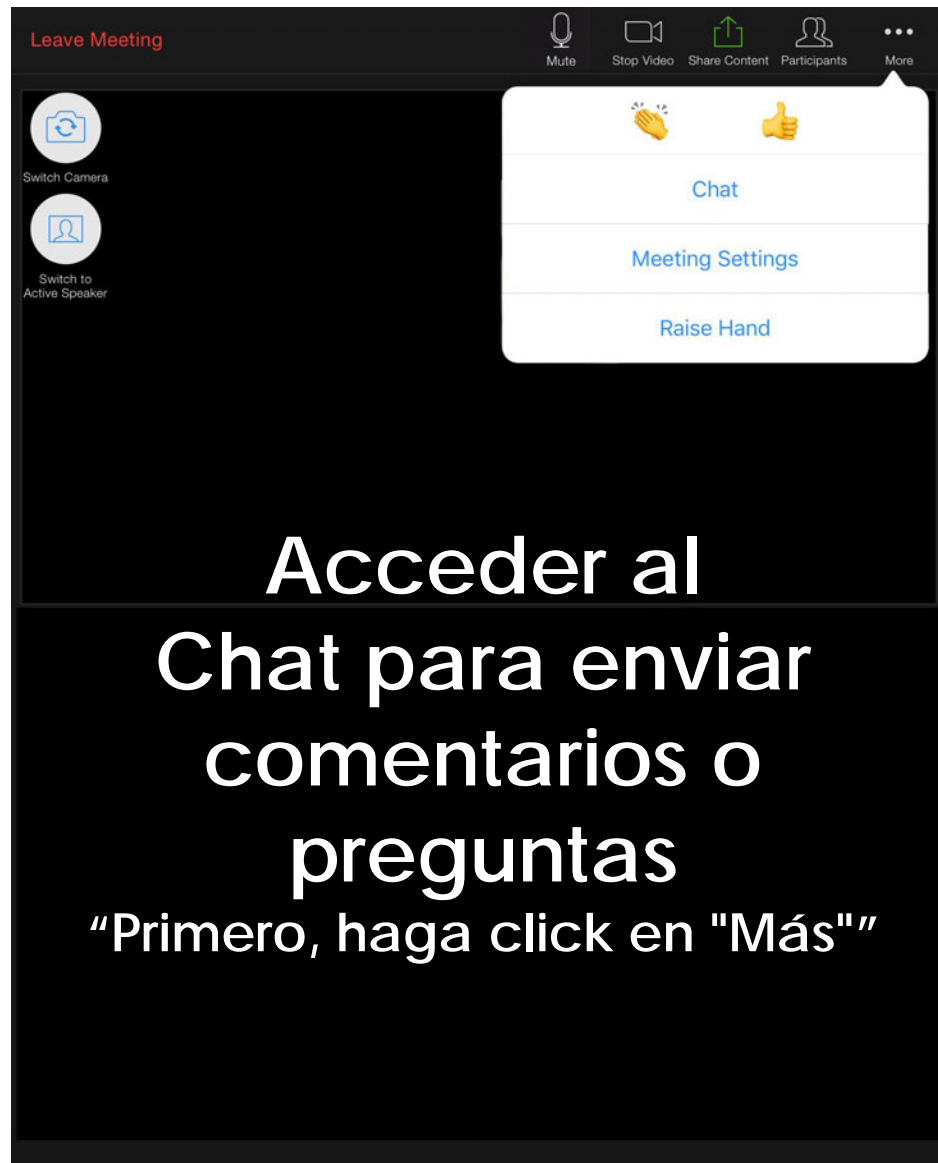 Leave Meeting
Mute
Stop Video
Share Content
Participants
More
Switch Camera
Switch to
Active Speaker
Chat
Meeting Settings
Raise Hand
Acceder al
Chat para enviar
comentarios o
preguntas
“Primero, haga click en "Más"”